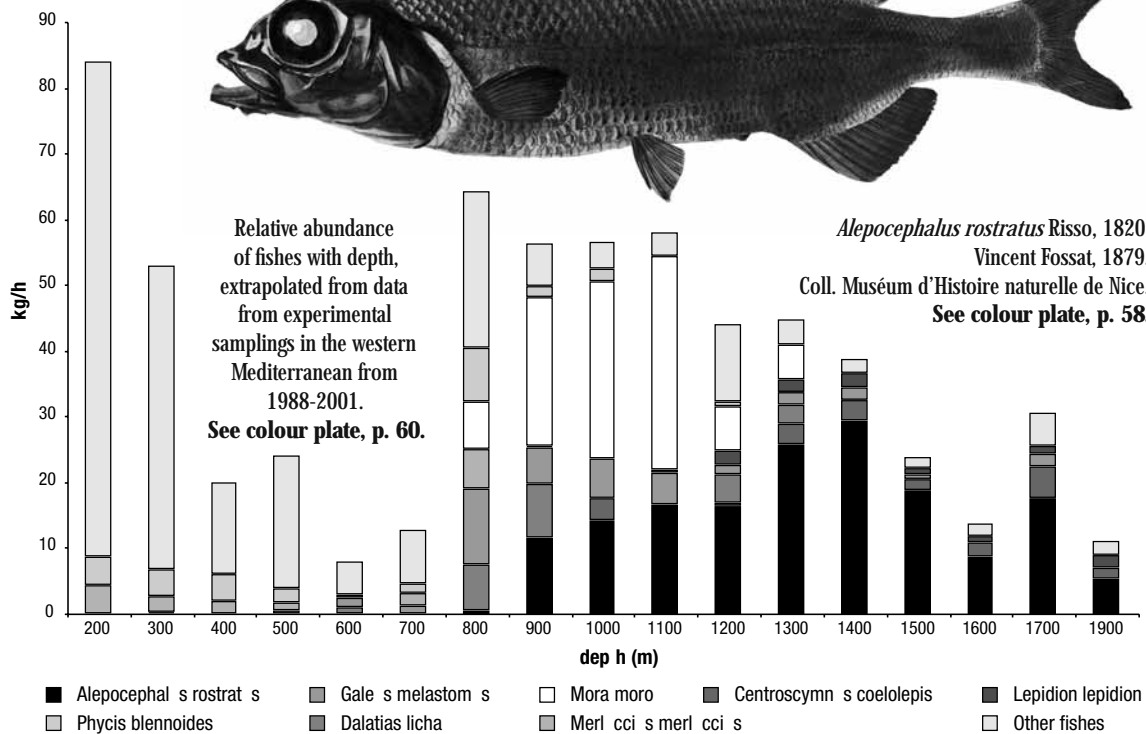 90
80
70
60
50
40
30
20
10
0
kg/h
Relative abundance
of fishes with depth,
extrapolated from data
from experimental
samplings in the western
Mediterranean from
1988-2001.
See colour plate, p. 60.
Alepocephalus rostratus Risso, 1820
Vincent Fossat, 1879
Coll. Muséum d'Histoire naturelle de Nice
See colour plate, p. 58
200 300 400 500 600 700 800 900 1000 1100 1200 1300 1400 1500 1600 1700 1900
dep h (m)
Alepocephal s rostrat s Gale s melastom s Mora moro Centroscymn s coelolepis Lepidion lepidion
Phycis blennoides Dalatias licha Merl cci s merl cci s Other fishes